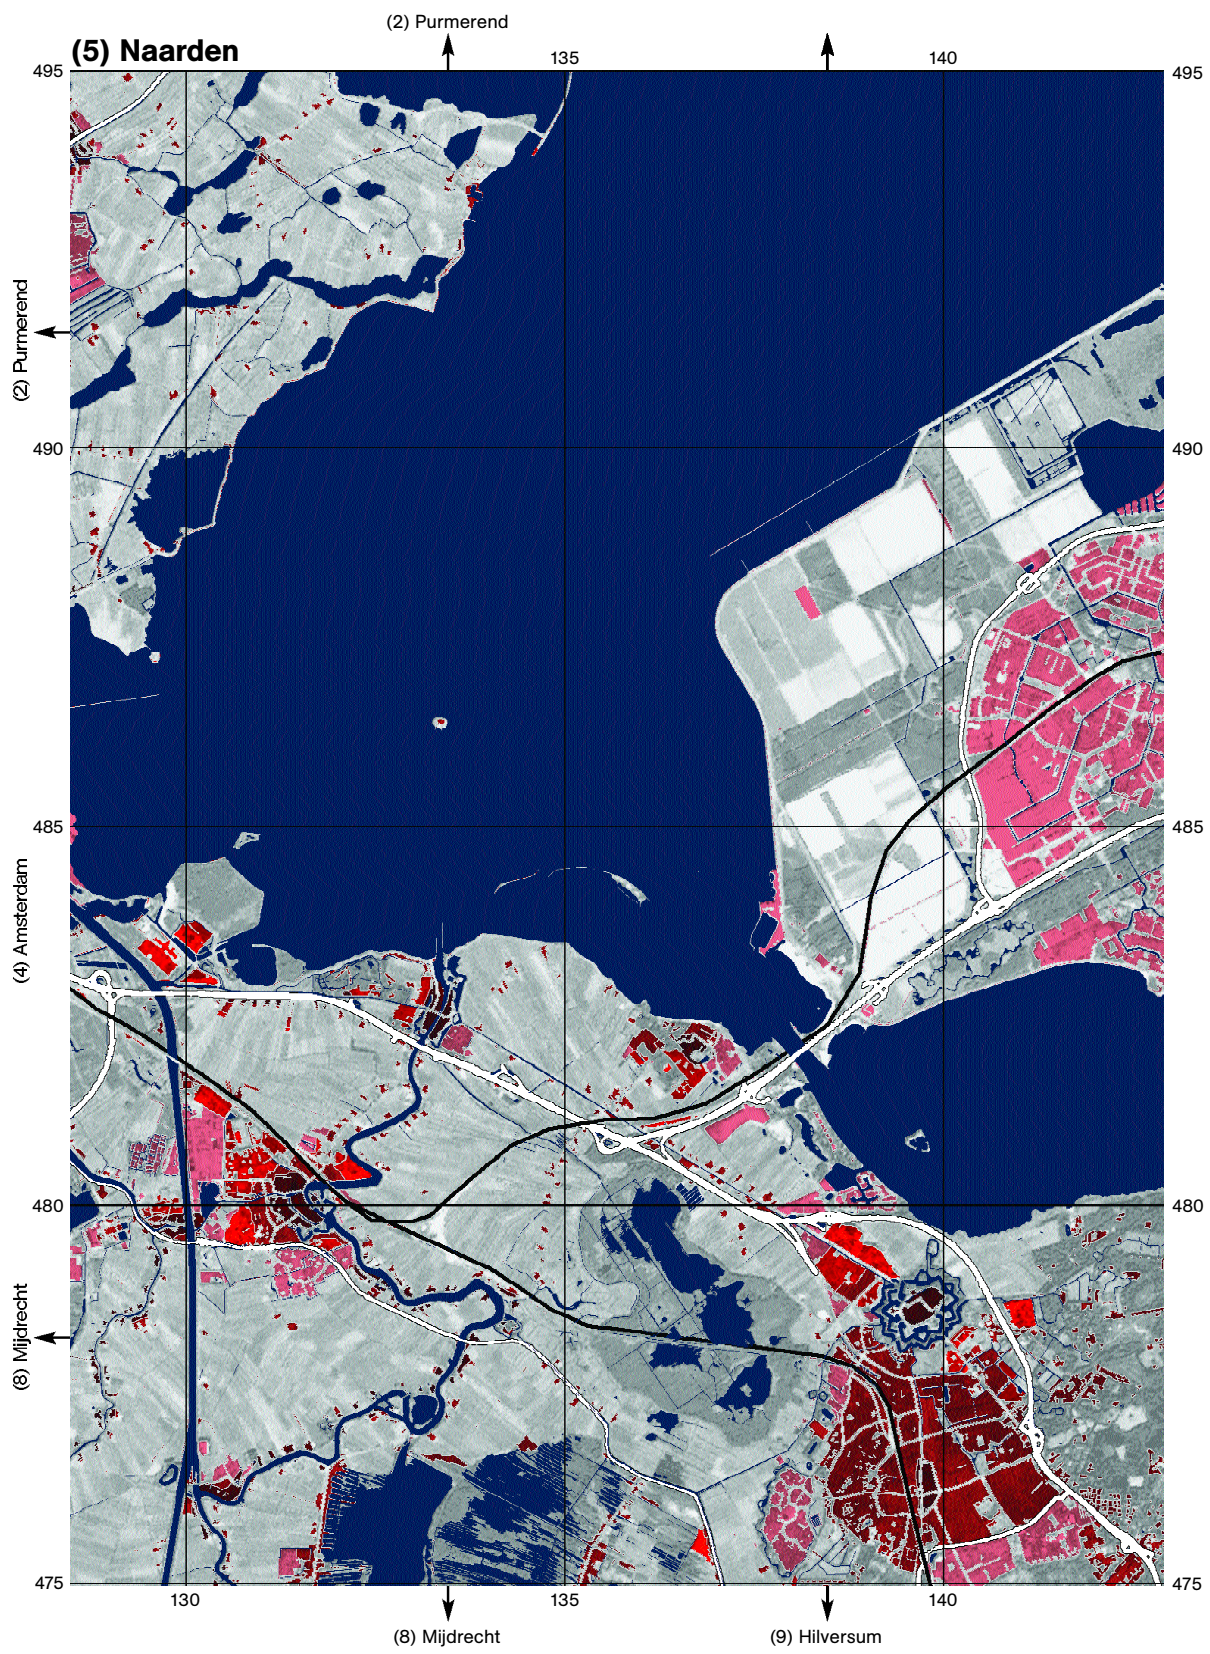 (2) Purmerend
(5) Naarden
135
140
495
495
(2) Purmerend
490
490
485
485
(4) Amsterdam
480
480
(8) Mijdrecht
475
475
130
135
140
(8) Mijdrecht
(9) Hilversum